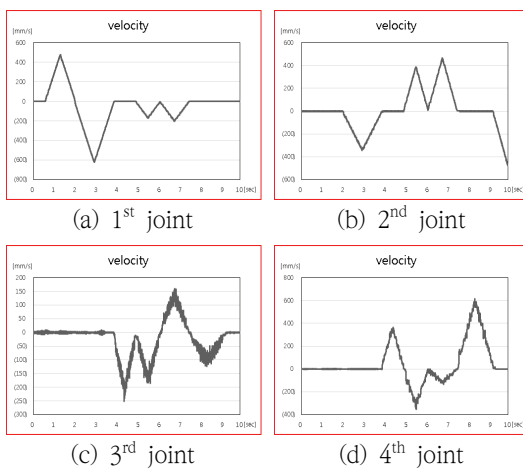 velocity
[mm/s]
600
400
200
0
(200)
(400)
(600)
(800)
0 1 2 3 4 5 6 7 8 9 10 [sec]
(a) 1st joint
velocity
[mm/s]
600
400
200
0
(200)
(400)
(600)
0 1 2 3 4 5 6 7 8 9 10 [sec]
(b) 2nd joint
velocity
[mm/s]
200
150
100
50
0
(50)
(100)
(150)
(200)
(250)
(300)
0 1 2 3 4 5 6 7 8 9 10 [sec]
(c) 3rd joint
velocity
[mm/s]
800
600
400
200
0
(200)
(400)
0 1 2 3 4 5 6 7 8 9 10 [sec]
(d) 4th joint